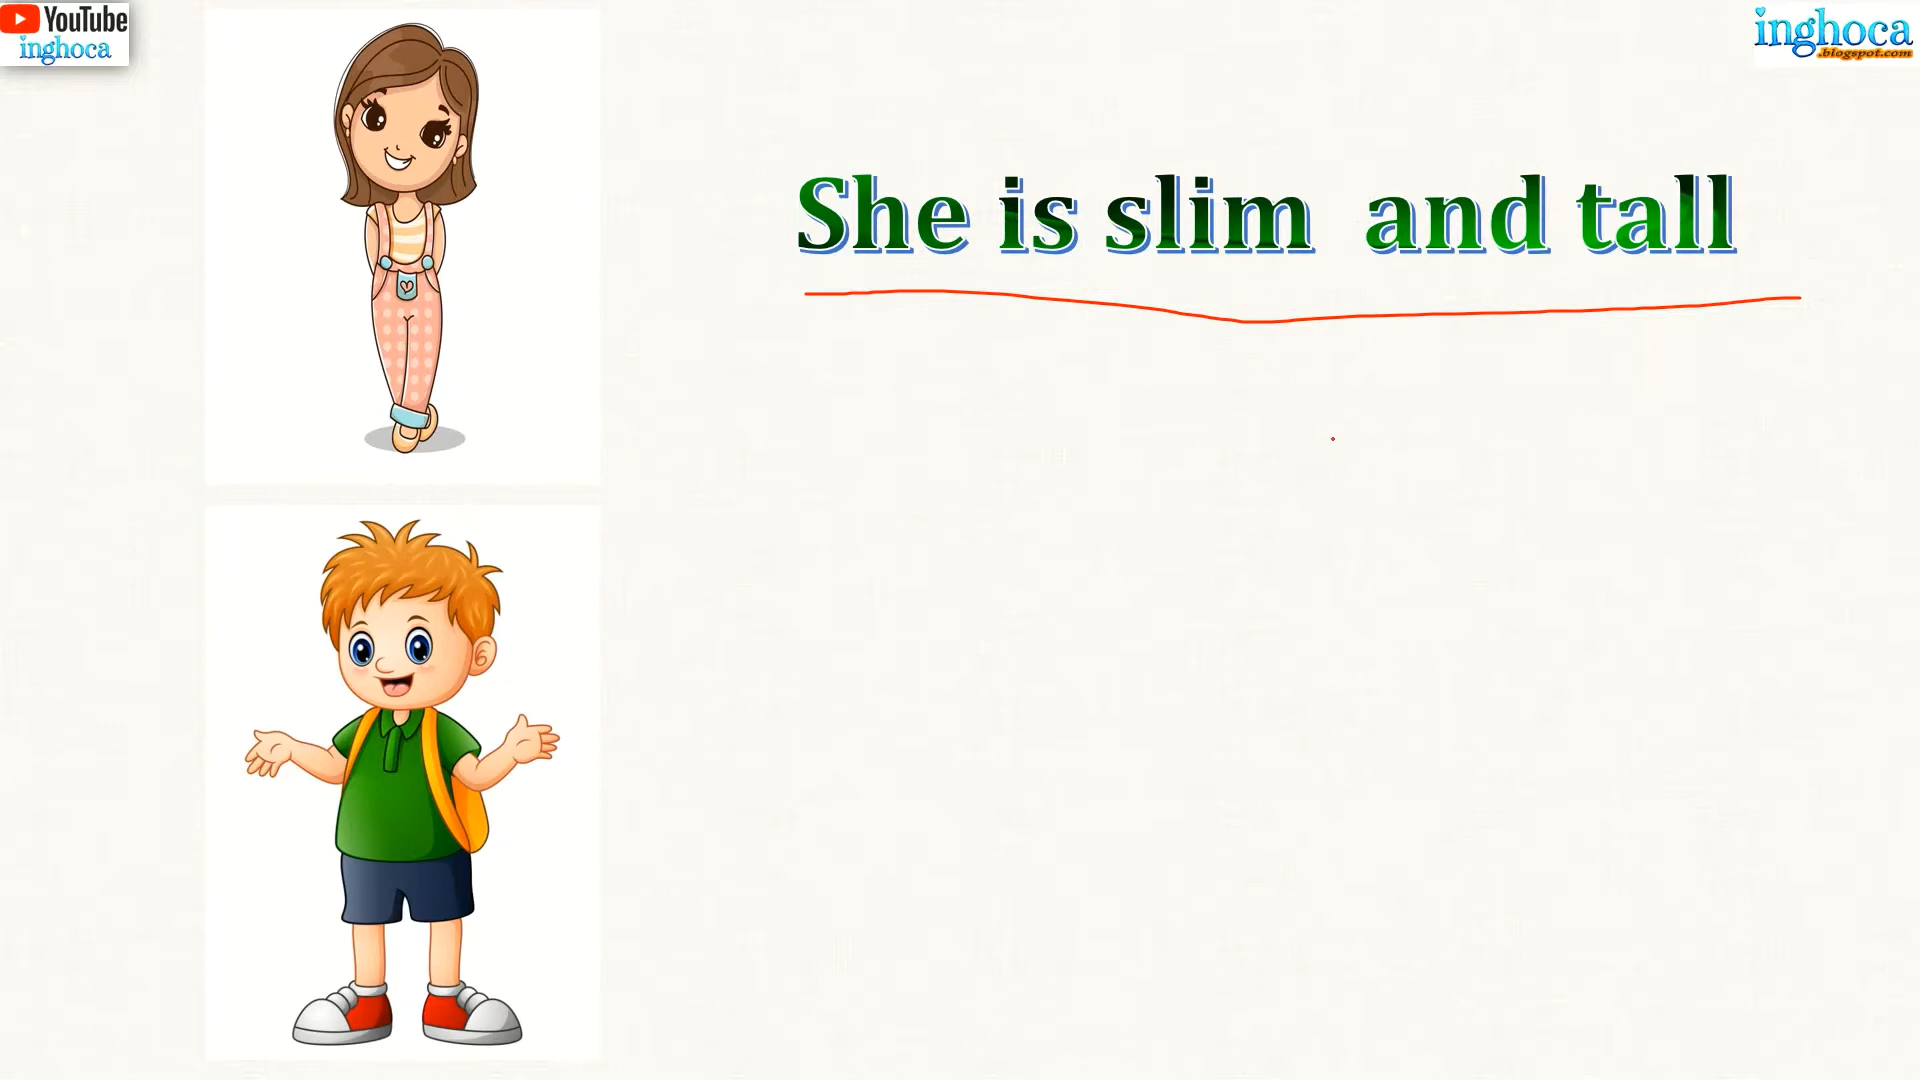 YouTube
inghoca
inghoca
.blogspot.com
She is slim and tall